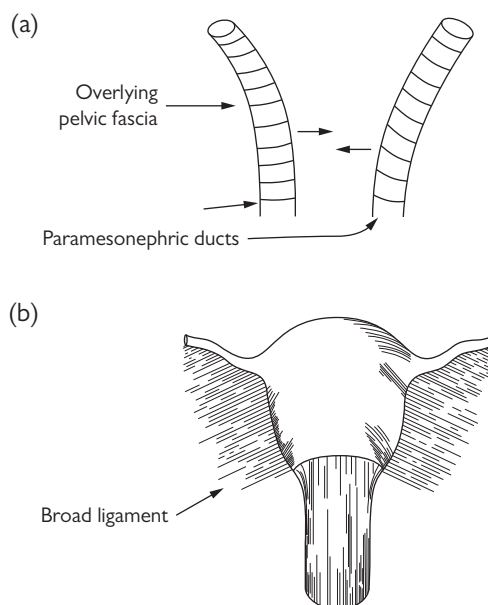 (a)
Overlying
pelvic fascia
Paramesonephric ducts
(b)
Broad ligament